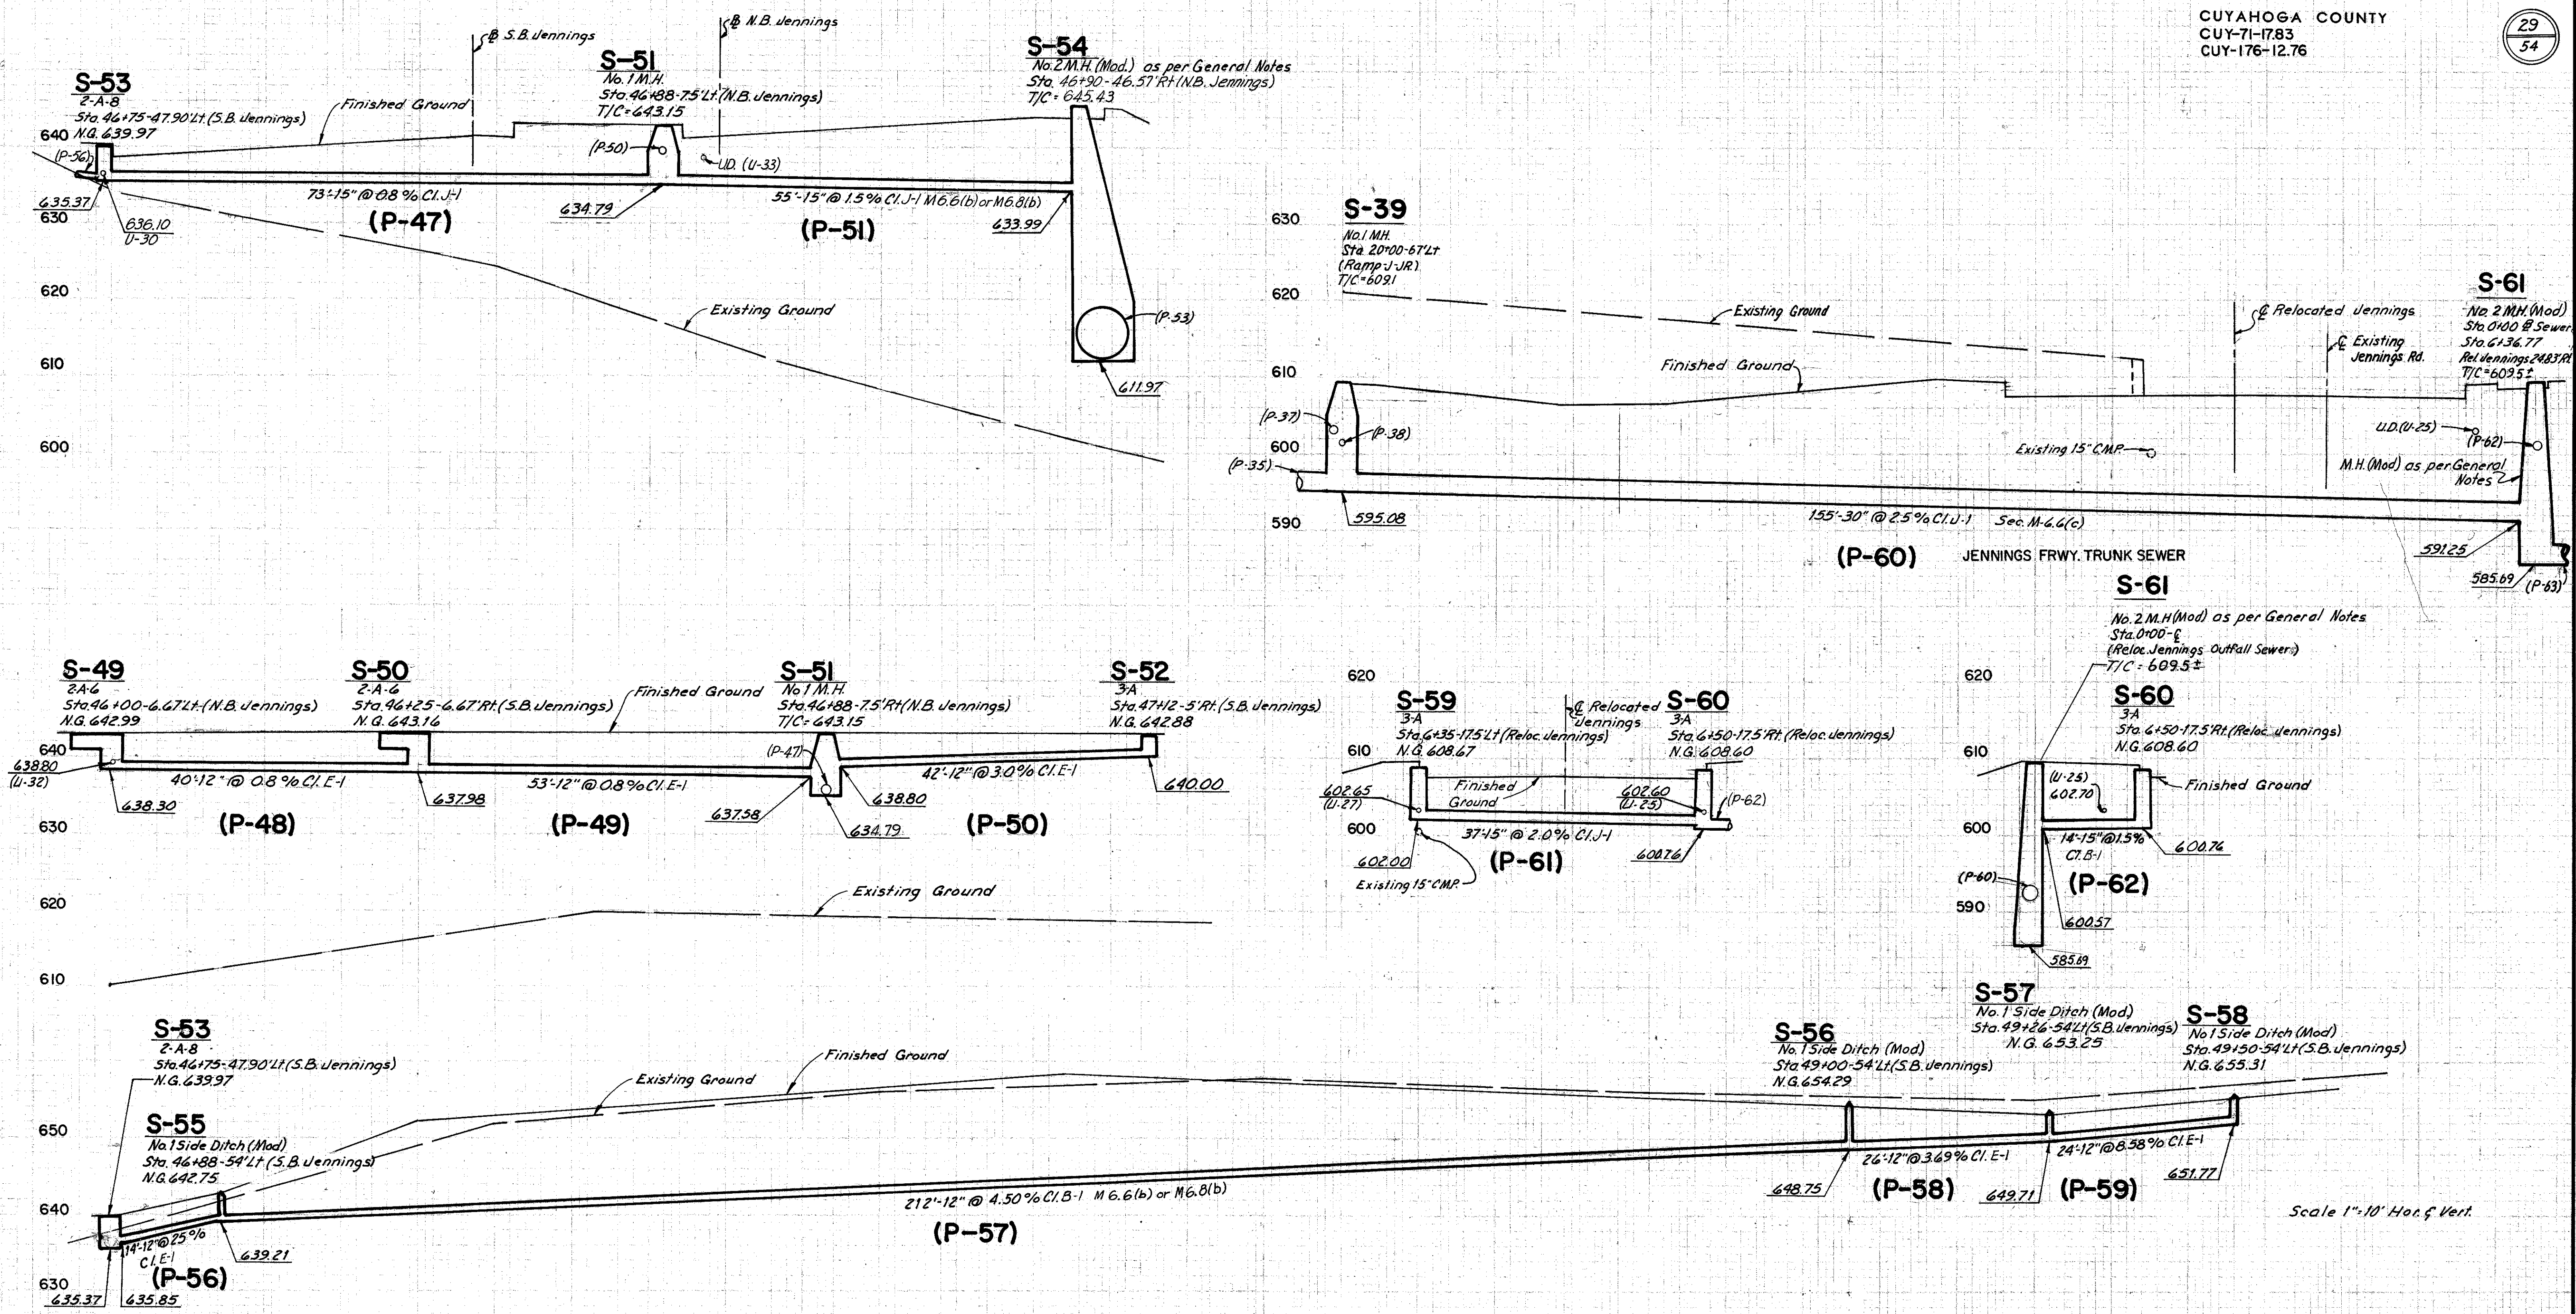 CUYAHOGA COUNTY
CUY-71-17.83
CUY-176-12.76
29
54
℄ S.B. Jennings
℄ N.B. Jennings
S-53
2-A-8
Sta. 46+75-47.90'Lt.(S.B. Jennings)
N.G. 639.97
Finished Ground
S-51
No. 1 M.H.
Sta. 46+88-7.5'Lt.(N.B. Jennings)
T/C=643.15
S-54
No. 2 M.H. (Mod.) as per General Notes
Sta. 46+90-46.57'Rt (N.B. Jennings)
T/C=645.43
640
(P-56)
(P-50)
U.D. (U-33)
635.37
636.10
U-30
73'-15" @ 0.8% Cl. J-1
(P-47)
634.79
55'-15" @ 1.5% Cl. J-1 M6.6(b) or M6.8(b)
(P-51)
633.99
630
620
610
600
Existing Ground
(P-53)
611.97
S-39
No. 1 M.H.
Sta. 20+00-67'Lt
(Ramp-J-JR)
T/C=609.1
630
620
610
600
590
Existing Ground
Finished Ground
(P-37)
(P-38)
(P-35)
595.08
155'-30" @ 2.5% Cl. J-1 Sec. M-6.6(c)
(P-60)
JENNINGS FRWY. TRUNK SEWER
℄ Relocated Jennings
℄ Existing
Jennings Rd.
S-61
No. 2 M.H. (Mod)
Sta. 0+00 ℄ Sewer
Sta. 6+36.77
Rel. Jennings 24.83'Rt
T/C=609.5±
U.D. (U-25)
(P-62)
Existing 15" C.M.P.
M.H. (Mod) as per General
Notes
591.25
585.69
(P-63)
S-49
2-A-6
Sta. 46+00-6.67'Lt.(N.B. Jennings)
N.G. 642.99
S-50
2-A-6
Sta. 46+25-6.67'Rt.(S.B. Jennings)
N.G. 643.16
Finished Ground
S-51
No 1 M.H.
Sta. 46+88-7.5'Rt(N.B. Jennings)
T/C=643.15
S-52
3-A
Sta. 47+12-5'Rt.(S.B. Jennings)
N.G. 642.88
640
638.80
(U-32)
(P-47)
40'-12" @ 0.8% Cl. E-1
53'-12" @ 0.8% Cl. E-1
42'-12" @ 3.0% Cl. E-1
638.30
(P-48)
637.98
(P-49)
637.58
638.80
634.79
(P-50)
640.00
630
620
610
Existing Ground
620
S-59
3-A
Sta. 6+35-17.5'Lt (Reloc. Jennings)
N.G. 608.67
℄ Relocated
Jennings
S-60
3-A
Sta. 6+50-17.5'Rt. (Reloc. Jennings)
N.G. 608.60
610
602.65
(U-27)
Finished
Ground
602.60
(U-25)
(P-62)
600
37'-15" @ 2.0% Cl. J-1
602.00
(P-61)
600.76
Existing 15" C.M.P.
S-61
No. 2 M.H (Mod) as per General Notes
Sta. 0+00-℄
(Reloc. Jennings Outfall Sewer)
T/C=609.5±
620
S-60
3-A
Sta. 6+50-17.5'Rt (Reloc. Jennings)
N.G. 608.60
610
(U-25)
602.70
Finished Ground
600
14'-15" @ 1.5%
Cl. B-1
600.76
(P-60)
(P-62)
590
600.57
585.69
S-53
2-A-8
Sta. 46+75-47.90'Lt (S.B. Jennings)
N.G. 639.97
Finished Ground
Existing Ground
S-55
No. 1 Side Ditch (Mod)
Sta. 46+88-54'Lt (S.B. Jennings)
N.G. 642.75
S-56
No. 1 Side Ditch (Mod)
Sta 49+00-54'Lt (S.B. Jennings)
N.G. 654.29
S-57
No. 1 Side Ditch (Mod)
Sta. 49+26-54'Lt (S.B. Jennings)
N.G. 653.25
S-58
No 1 Side Ditch (Mod)
Sta. 49+50-54'Lt (S.B. Jennings)
N.G. 655.31
650
640
630
14'-12" @ 25%
Cl. E-1
(P-56)
635.37
635.85
639.21
212'-12" @ 4.50% Cl. B-1 M 6.6(b) or M6.8(b)
(P-57)
648.75
26'-12" @ 3.69% Cl. E-1
(P-58)
649.71
24'-12" @ 8.58% Cl. E-1
(P-59)
651.77
Scale 1"=10' Hor. & Vert.